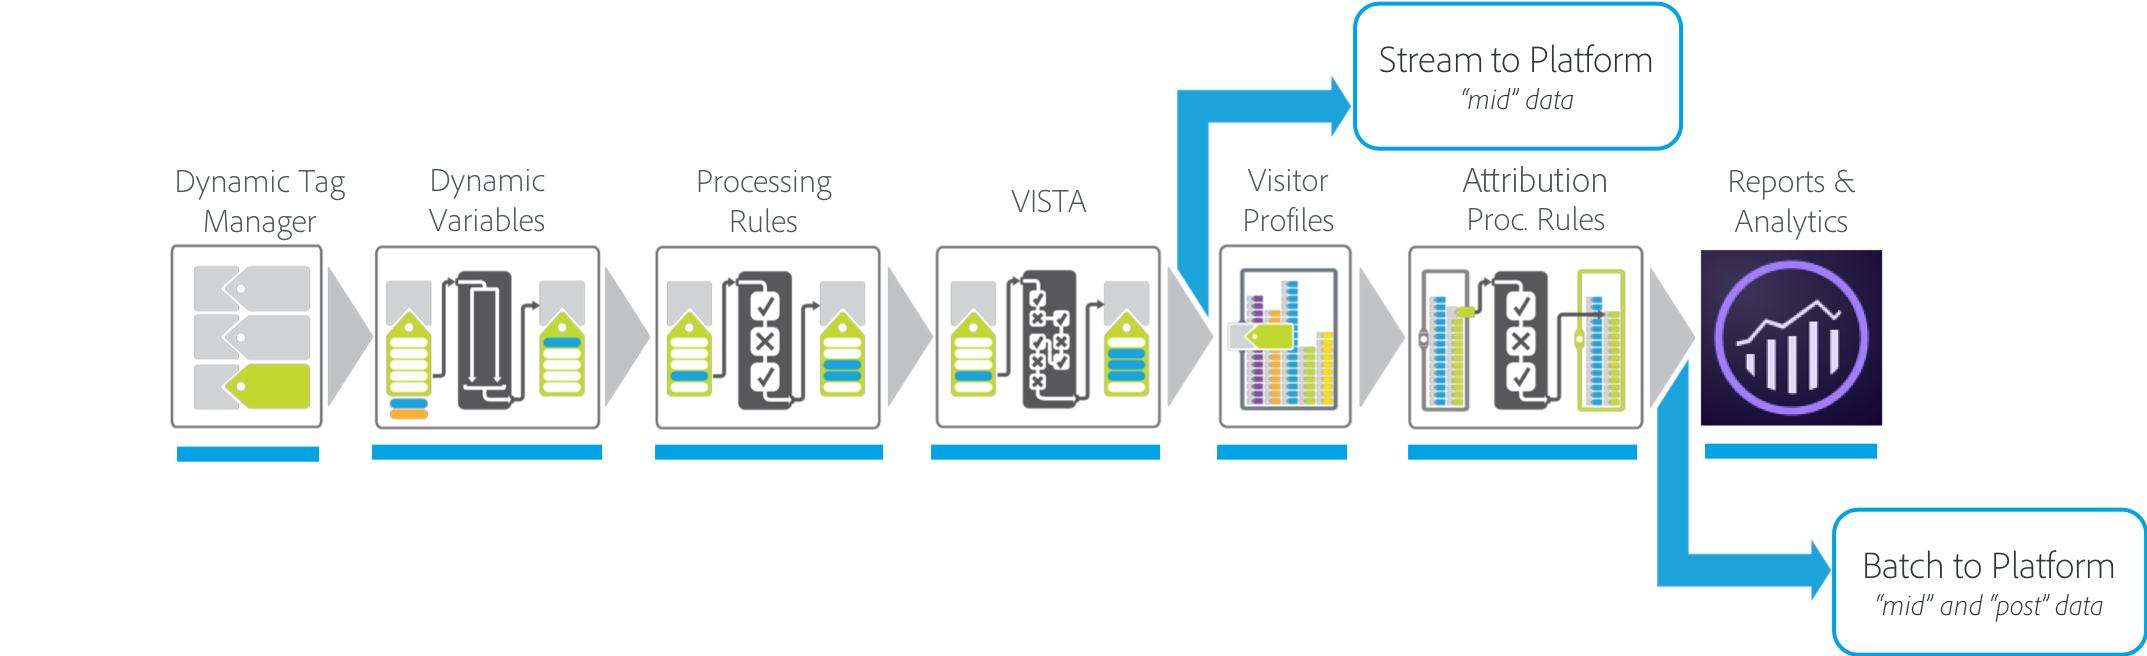 Stream to Platform
“mid” data
Dynamic Tag
Manager
Dynamic
Variables
Processing
Rules
VISTA
Visitor
Profiles
Attribution
Proc. Rules
Reports &
Analytics
Batch to Platform
“mid” and “post” data